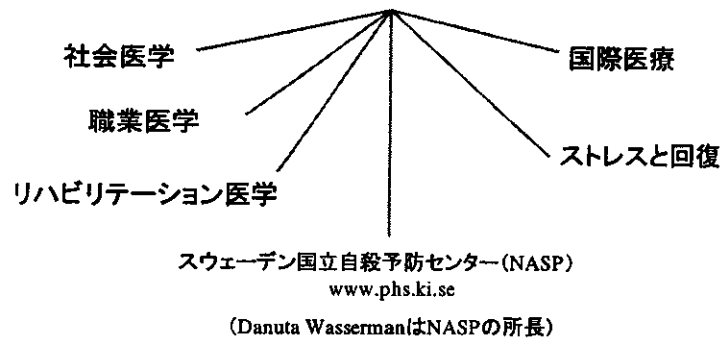 社会医学
国際医療
職業医学
ストレスと回復
リハビリテーション医学
スウェーデン国立自殺予防センター(NASP)
www.phs.ki.se
(Danuta WassermanはNASPの所長)